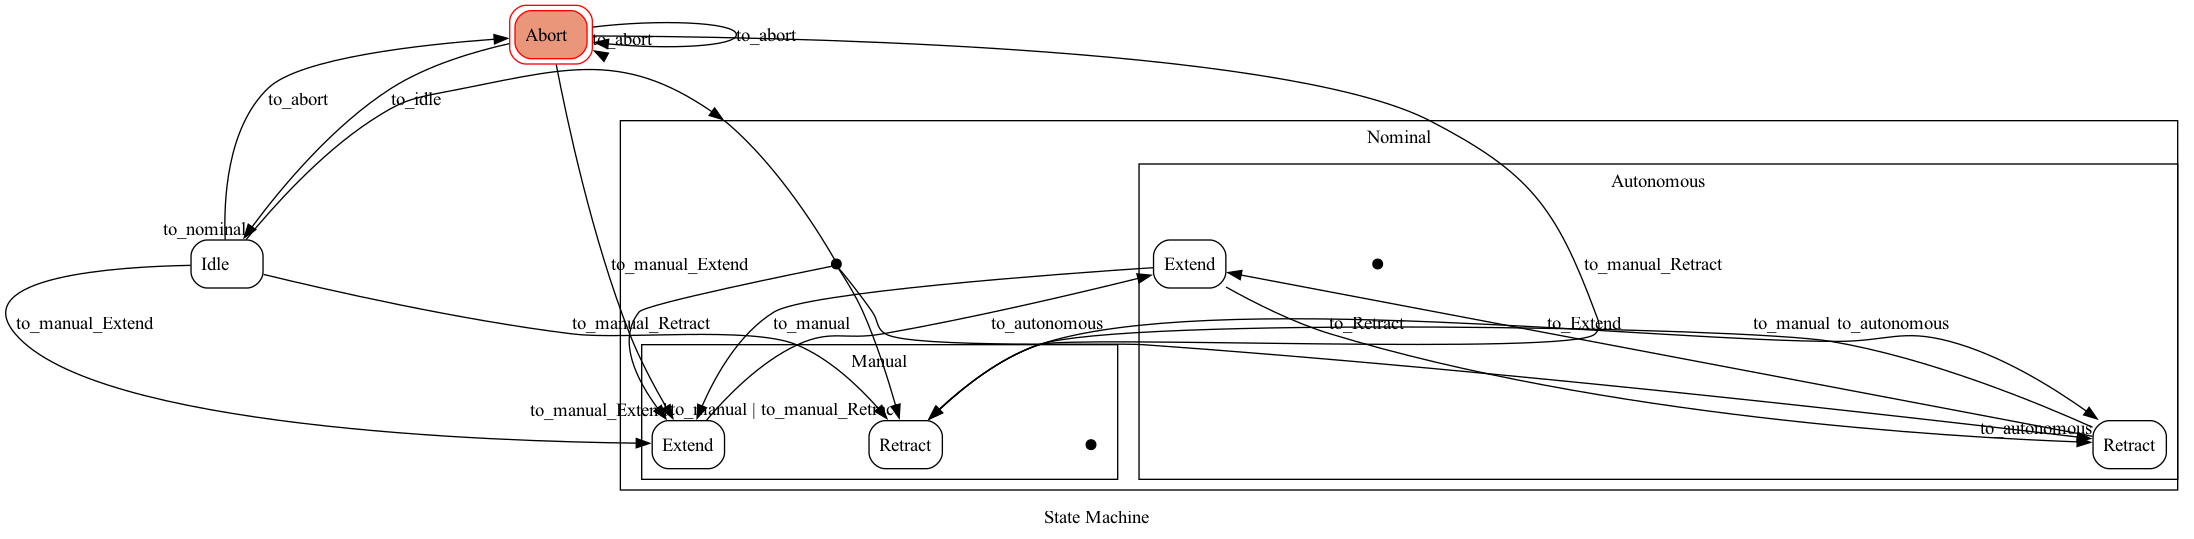 Abort
to_abort
to_abort
to_abort
to_idle
Nominal
Autonomous
to_nominal
Idle
to_manual_Extend
Extend
to_manual_Retract
to_manual_Extend
to_manual_Retract
to_manual
to_autonomous
to_Retract
to_Extend
to_manual
to_autonomous
Manual
to_manual_Extend
to_manual | to_manual_Retract
to_autonomous
Extend
Retract
Retract
State Machine